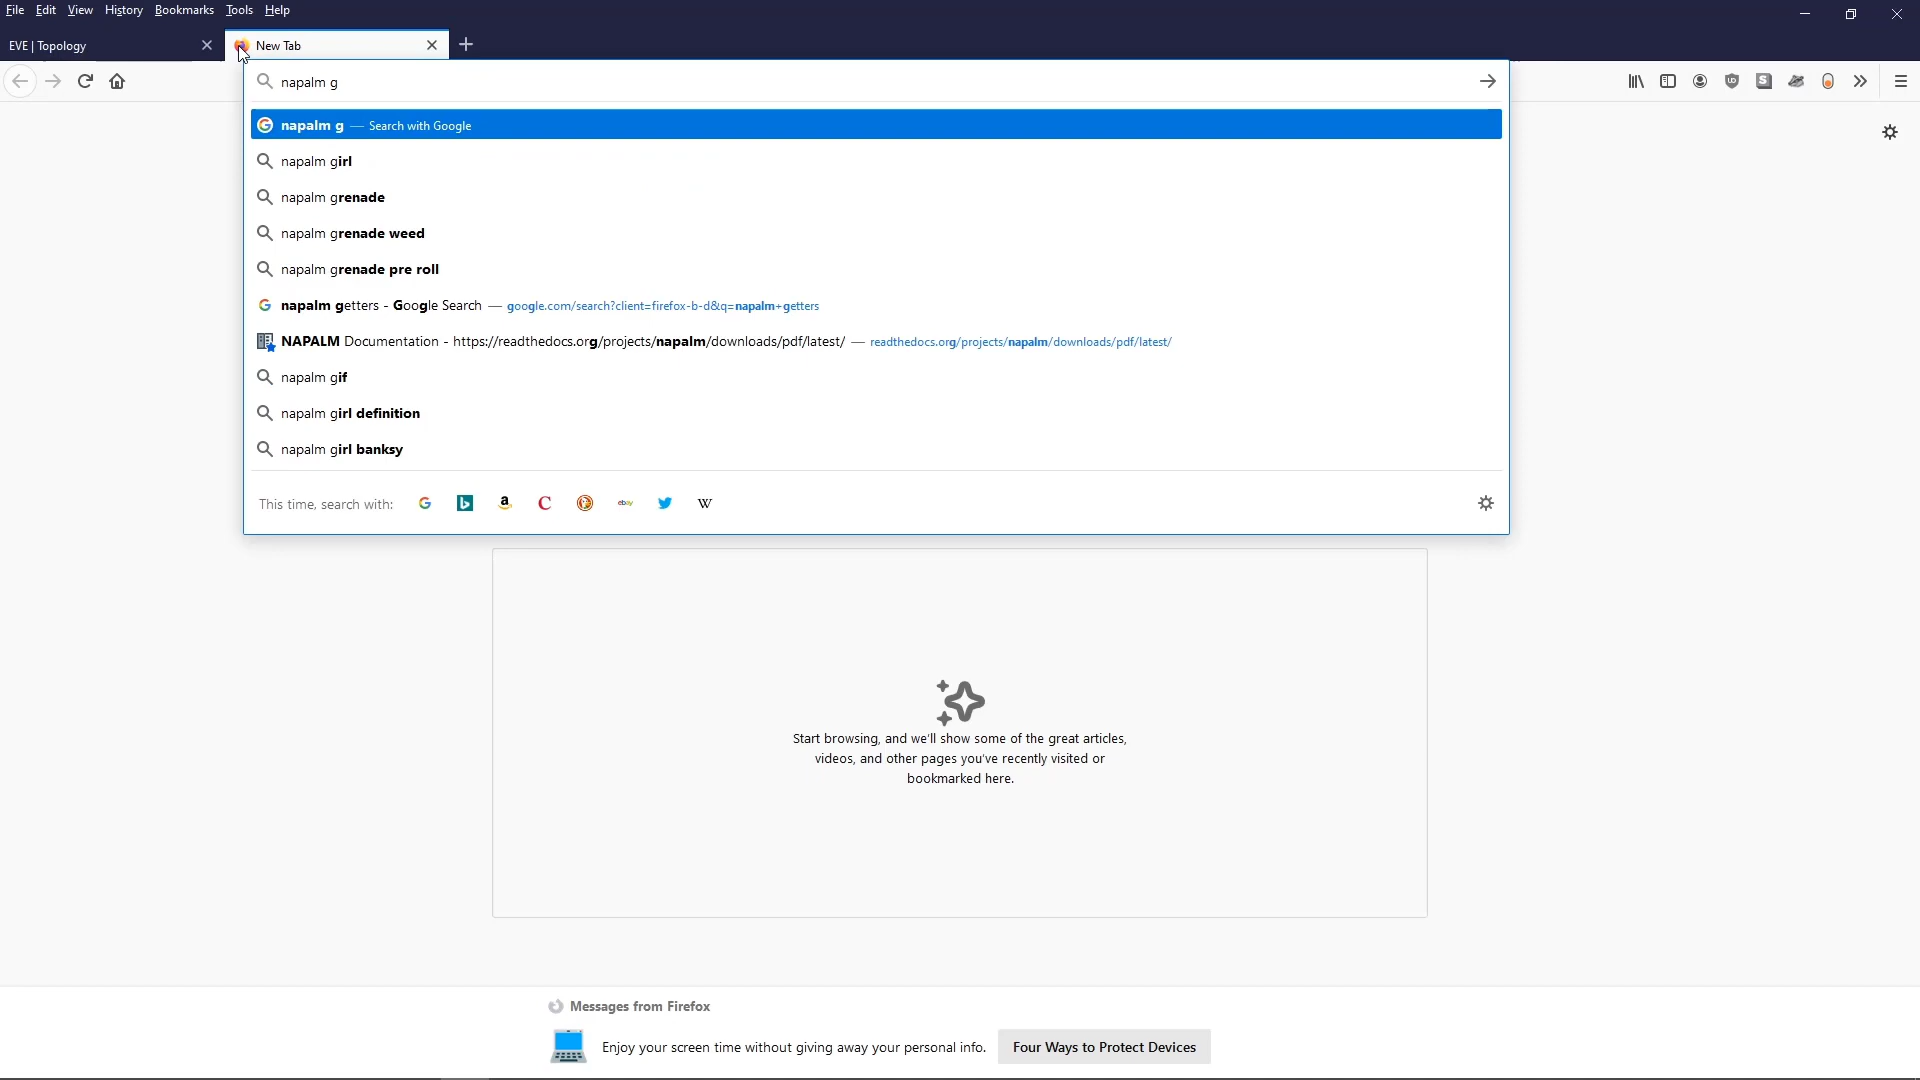 File Edit View History Bookmarks Tools Help
EVE | Topology
New Tab
napalm g
napalm g — Search with Google
napalm girl
napalm grenade
napalm grenade weed
napalm grenade pre roll
napalm getters - Google Search — google.com/search?client=firefox-b-d&q=napalm+getters
NAPALM Documentation - https://readthedocs.org/projects/napalm/downloads/pdf/latest/ — readthedocs.org/projects/napalm/downloads/pdf/latest/
napalm gif
napalm girl definition
napalm girl banksy
This time, search with:
Start browsing, and we'll show some of the great articles,
videos, and other pages you've recently visited or
bookmarked here.
Messages from Firefox
Enjoy your screen time without giving away your personal info. Four Ways to Protect Devices